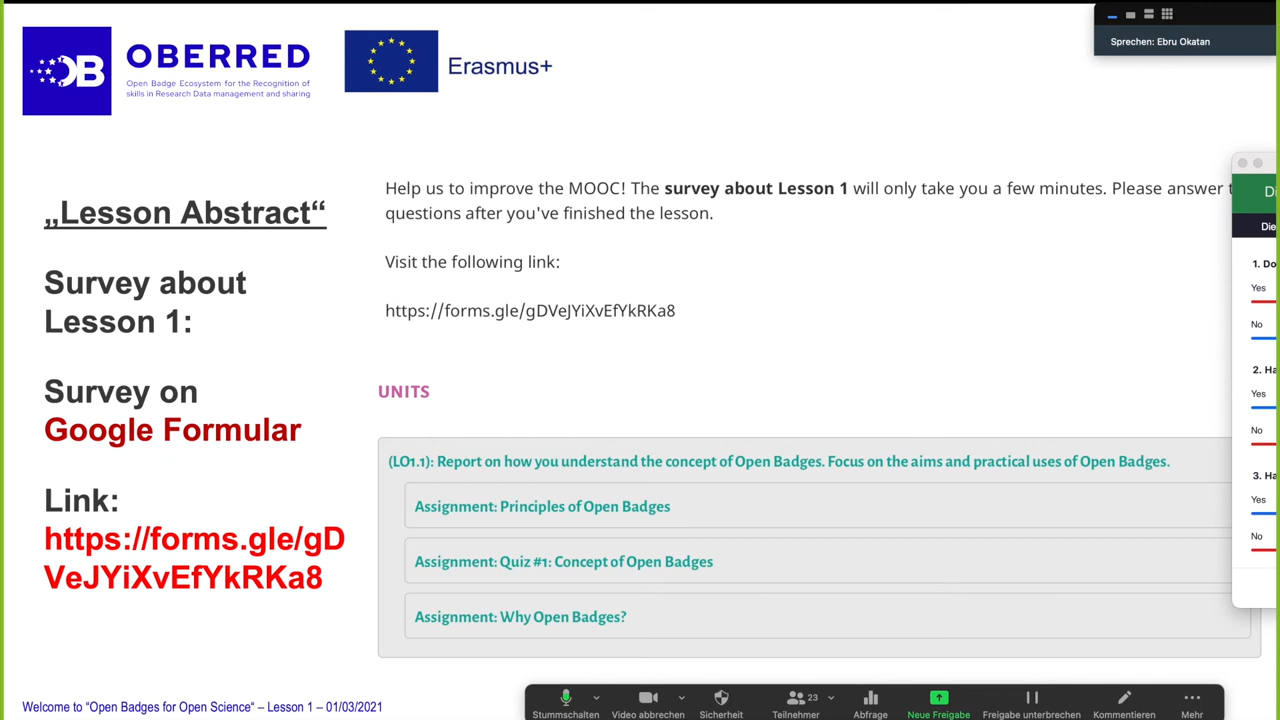 OBERRED
Open Badge Ecosystem for the Recognition of
skills in Research Data management and sharing
Erasmus+
Sprechen: Ebru Okatan
„Lesson Abstract“
Survey about
Lesson 1:
Survey on
Google Formular
Link:
https://forms.gle/gD
VeJYiXvEfYkRKa8
Help us to improve the MOOC! The survey about Lesson 1 will only take you a few minutes. Please answer
questions after you've finished the lesson.
Visit the following link:
https://forms.gle/gDVeJYiXvEfYkRKa8
UNITS
(LO1.1): Report on how you understand the concept of Open Badges. Focus on the aims and practical uses of Open Badges.
Assignment: Principles of Open Badges
Assignment: Quiz #1: Concept of Open Badges
Assignment: Why Open Badges?
Die
1. Do
Yes
No
2. Ha
Yes
No
3. Ha
Yes
No
Welcome to “Open Badges for Open Science“ – Lesson 1 – 01/03/2021
23
Stummschalten
Video abbrechen
Sicherheit
Teilnehmer
Abfrage
Neue Freigabe
Freigabe unterbrechen
Kommentieren
Mehr